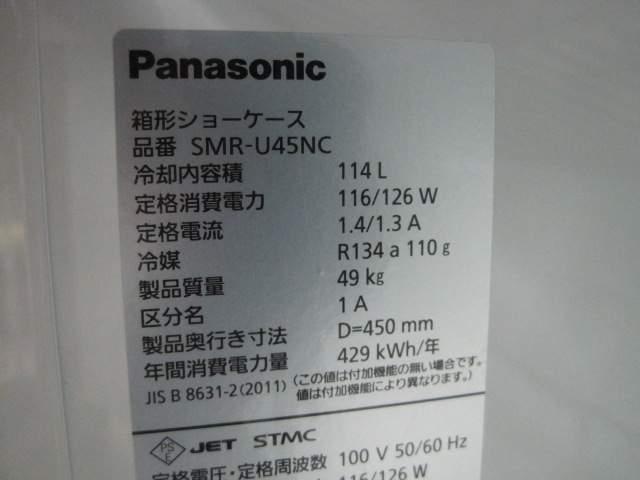 Panasonic
箱形ショーケース
品番 SMR-U45NC
冷却内容積 114 L
定格消費電力 116/126 W
定格電流 1.4/1.3 A
冷媒 R134 a 110 g
製品質量 49 kg
区分名 1 A
製品奥行き寸法 D=450 mm
年間消費電力量 429 kWh/年
JIS B 8631-2(2011) (この値は付加機能の無い場合です。
値は付加機能により異なります。)
PS E JET STMC
定格電圧・定格周波数 100 V 50/60 Hz
116/126 W